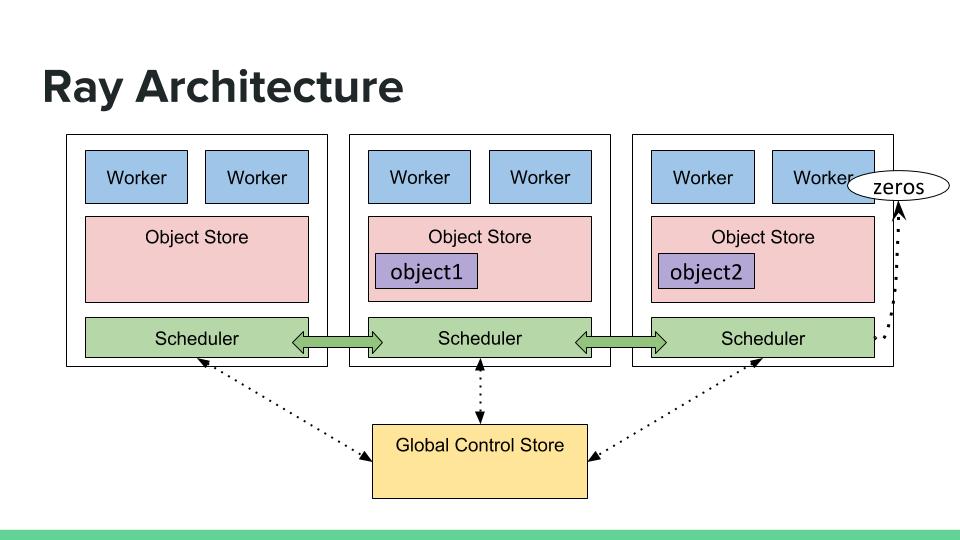 Ray Architecture
Worker Worker
Object Store
Scheduler
Worker Worker
Object Store
object1
Scheduler
Worker Worker
zeros
Object Store
object2
Scheduler
Global Control Store